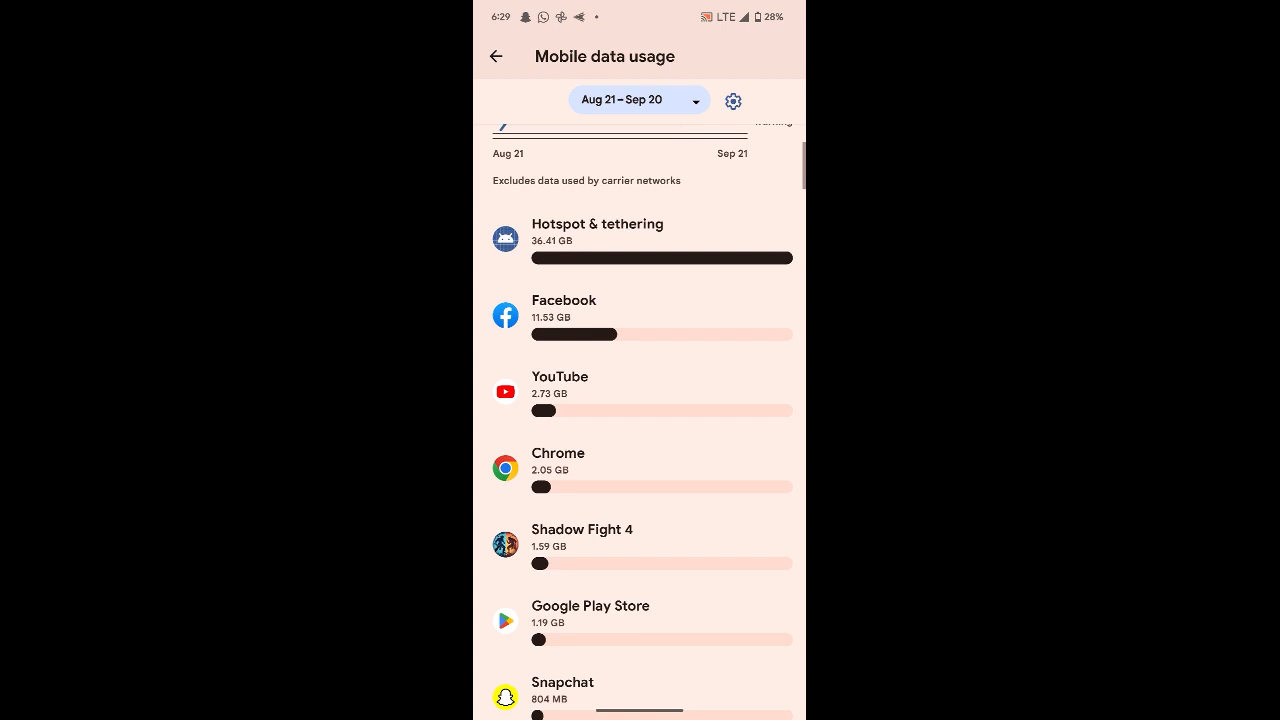 6:29 LTE 28%
Mobile data usage
Aug 21 – Sep 20
warning
Aug 21 Sep 21
Excludes data used by carrier networks
Hotspot & tethering
36.41 GB
Facebook
11.53 GB
YouTube
2.73 GB
Chrome
2.05 GB
Shadow Fight 4
1.59 GB
Google Play Store
1.19 GB
Snapchat
804 MB